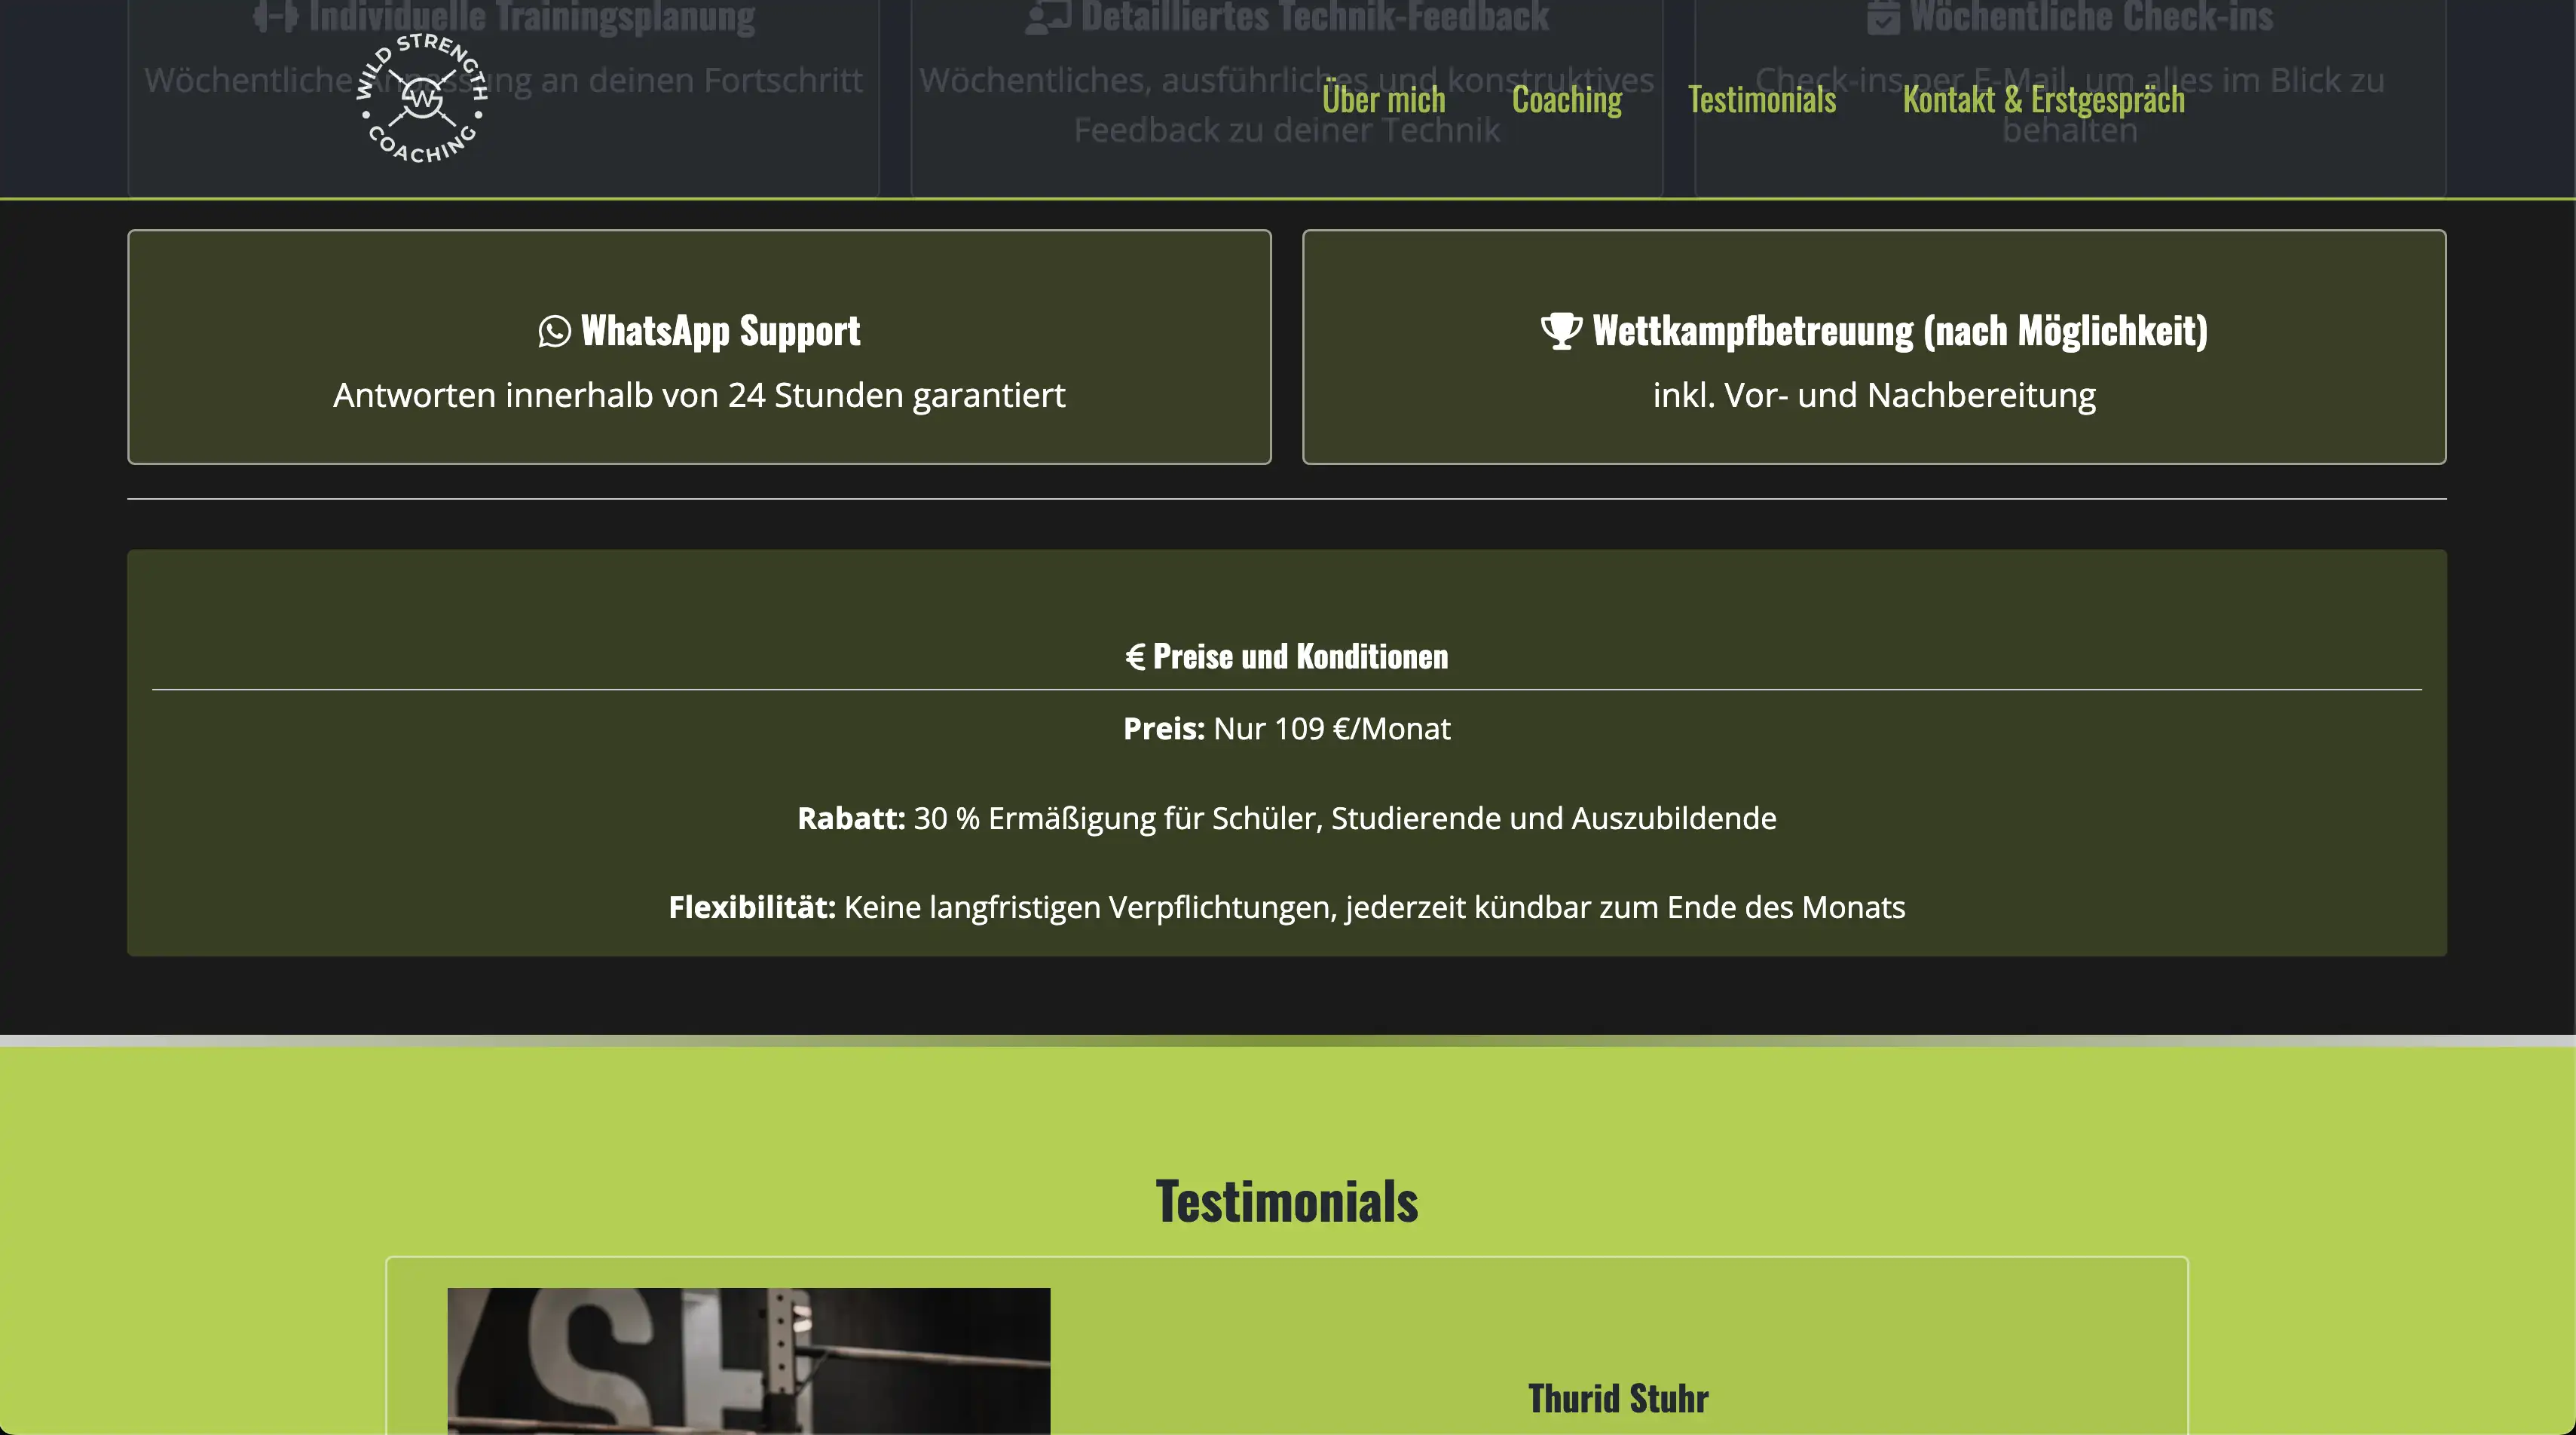 Individuelle Trainingsplanung
Detailliertes Technik-Feedback
Wöchentliche Check-ins
WILD STRENGTH
W
COACHING
Wöchentliche Anpassung an deinen Fortschritt
Wöchentliches, ausführliches und konstruktives
Feedback zu deiner Technik
Check-ins per E-Mail, um alles im Blick zu
behalten
Über mich
Coaching
Testimonials
Kontakt & Erstgespräch
WhatsApp Support
Antworten innerhalb von 24 Stunden garantiert
Wettkampfbetreuung (nach Möglichkeit)
inkl. Vor- und Nachbereitung
€ Preise und Konditionen
Preis: Nur 109 €/Monat
Rabatt: 30 % Ermäßigung für Schüler, Studierende und Auszubildende
Flexibilität: Keine langfristigen Verpflichtungen, jederzeit kündbar zum Ende des Monats
Testimonials
Thurid Stuhr